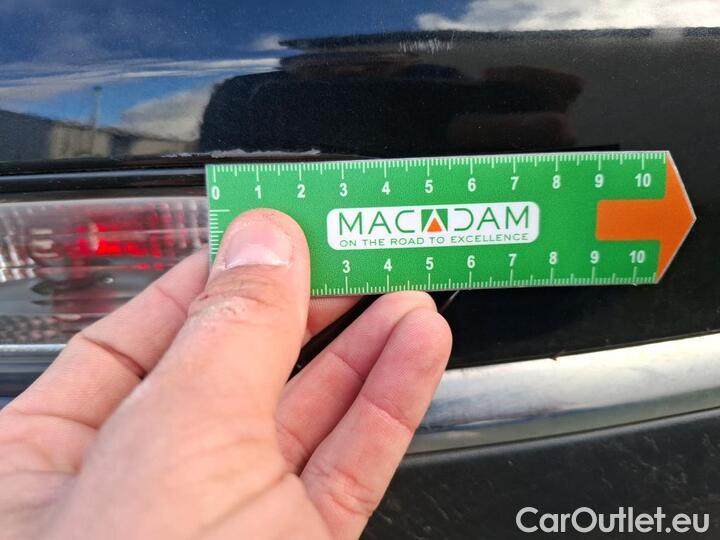 0 1 2 3 4 5 6 7 8 9 10
MACADAM
ON THE ROAD TO EXCELLENCE
3 4 5 6 7 8 9 10
CarOutlet.eu